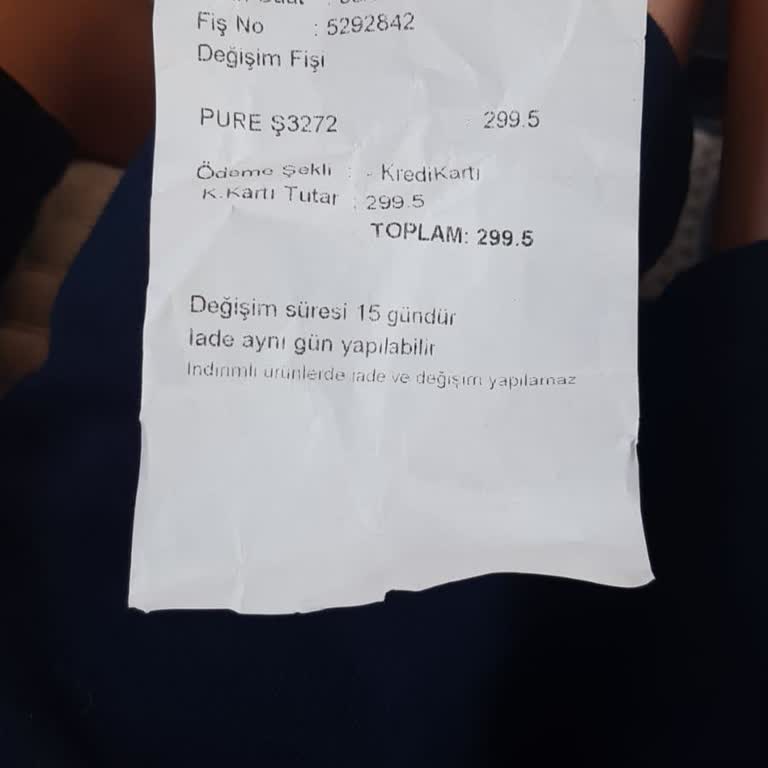 Fiş No : 5292842
Değişim Fişi
PURE Ş3272 299.5
Ödeme Şekli : - KrediKartı
K.Kartı Tutar : 299.5
TOPLAM: 299.5
Değişim süresi 15 gündür
İade aynı gün yapılabilir
İndirimli ürünlerde iade ve değişim yapılamaz